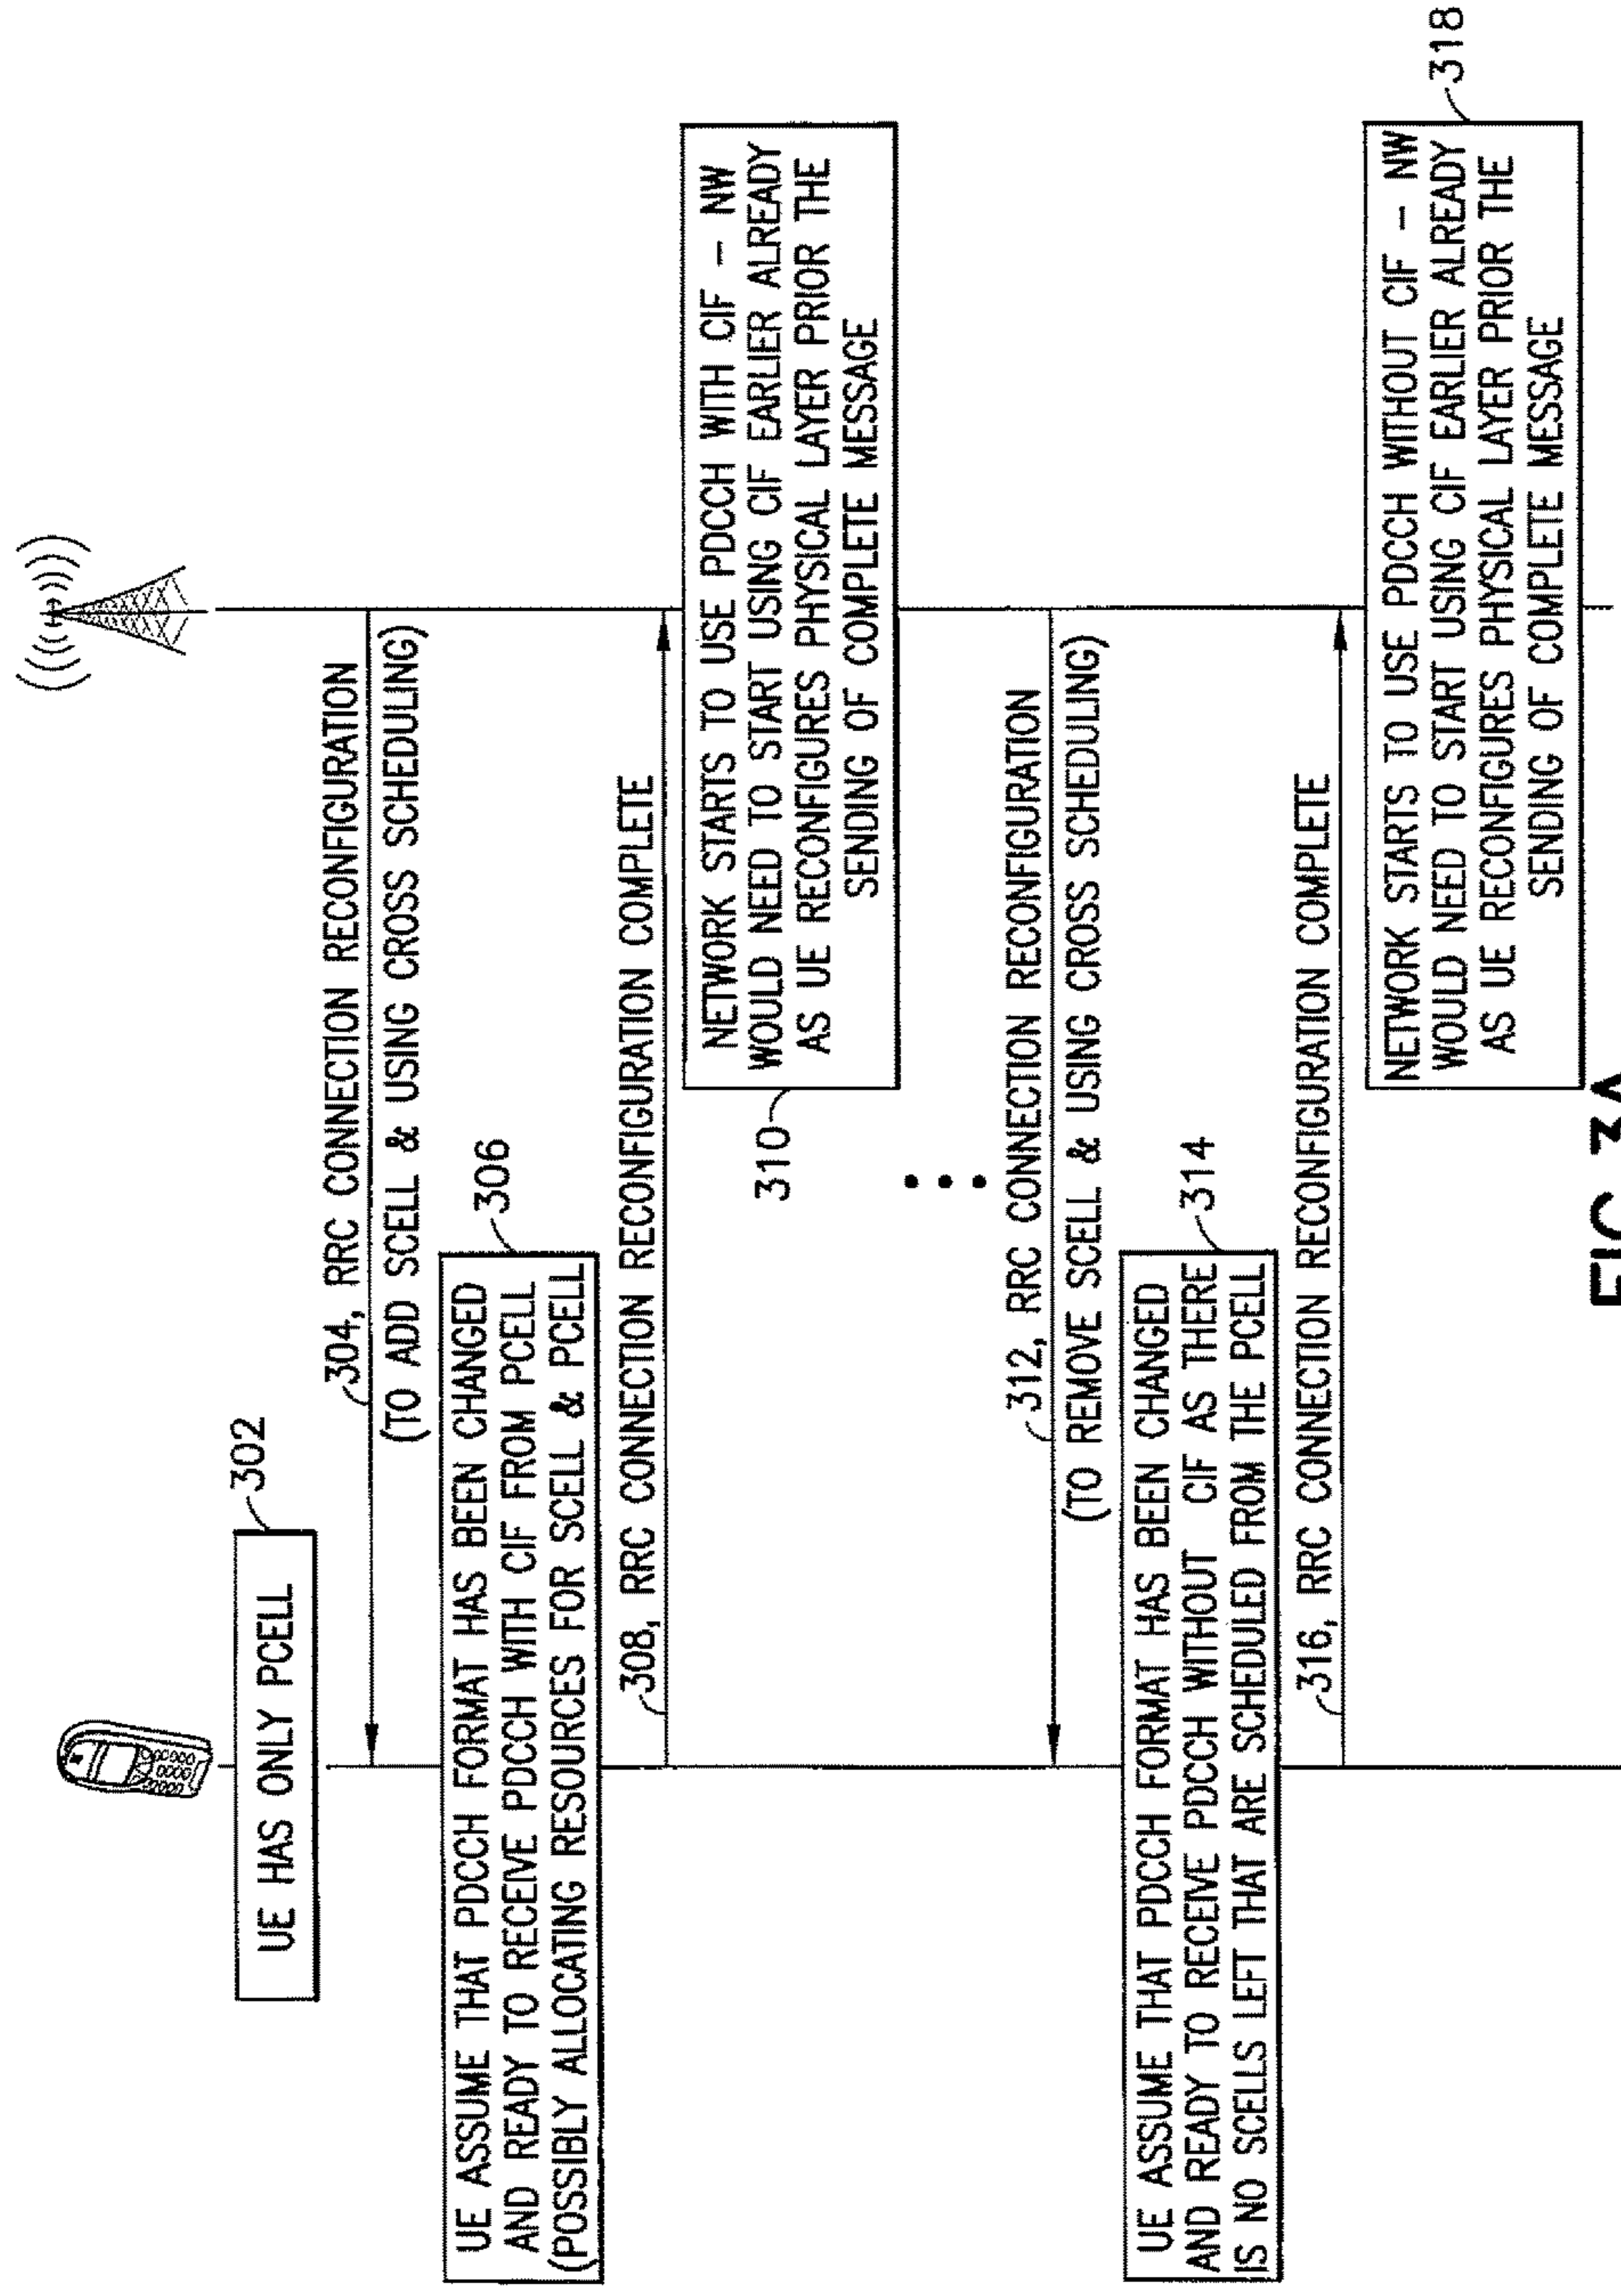 UE HAS ONLY PCELL
302
304, RRC CONNECTION RECONFIGURATION
(TO ADD SCELL & USING CROSS SCHEDULING)
306
UE ASSUME THAT PDCCH FORMAT HAS BEEN CHANGED
AND READY TO RECEIVE PDCCH WITH CIF FROM PCELL
(POSSIBLY ALLOCATING RESOURCES FOR SCELL & PCELL
308, RRC CONNECTION RECONFIGURATION COMPLETE
310
NETWORK STARTS TO USE PDCCH WITH CIF - NW
WOULD NEED TO START USING CIF EARLIER ALREADY
AS UE RECONFIGURES PHYSICAL LAYER PRIOR THE
SENDING OF COMPLETE MESSAGE
312, RRC CONNECTION RECONFIGURATION
(TO REMOVE SCELL & USING CROSS SCHEDULING)
314
UE ASSUME THAT PDCCH FORMAT HAS BEEN CHANGED
AND READY TO RECEIVE PDCCH WITHOUT CIF AS THERE
IS NO SCELLS LEFT THAT ARE SCHEDULED FROM THE PCELL
316, RRC CONNECTION RECONFIGURATION COMPLETE
318
NETWORK STARTS TO USE PDCCH WITHOUT CIF - NW
WOULD NEED TO START USING CIF EARLIER ALREADY
AS UE RECONFIGURES PHYSICAL LAYER PRIOR THE
SENDING OF COMPLETE MESSAGE